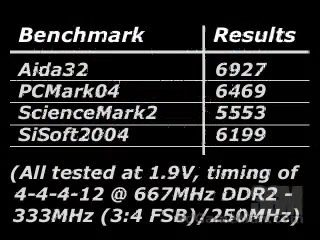 Benchmark Results
Aida32 6927
PCMark04 6469
ScienceMark2 5553
SiSoft2004 6199
(All tested at 1.9V, timing of
4-4-4-12 @ 667MHz DDR2 -
333MHz (3:4 FSB)/250MHz)